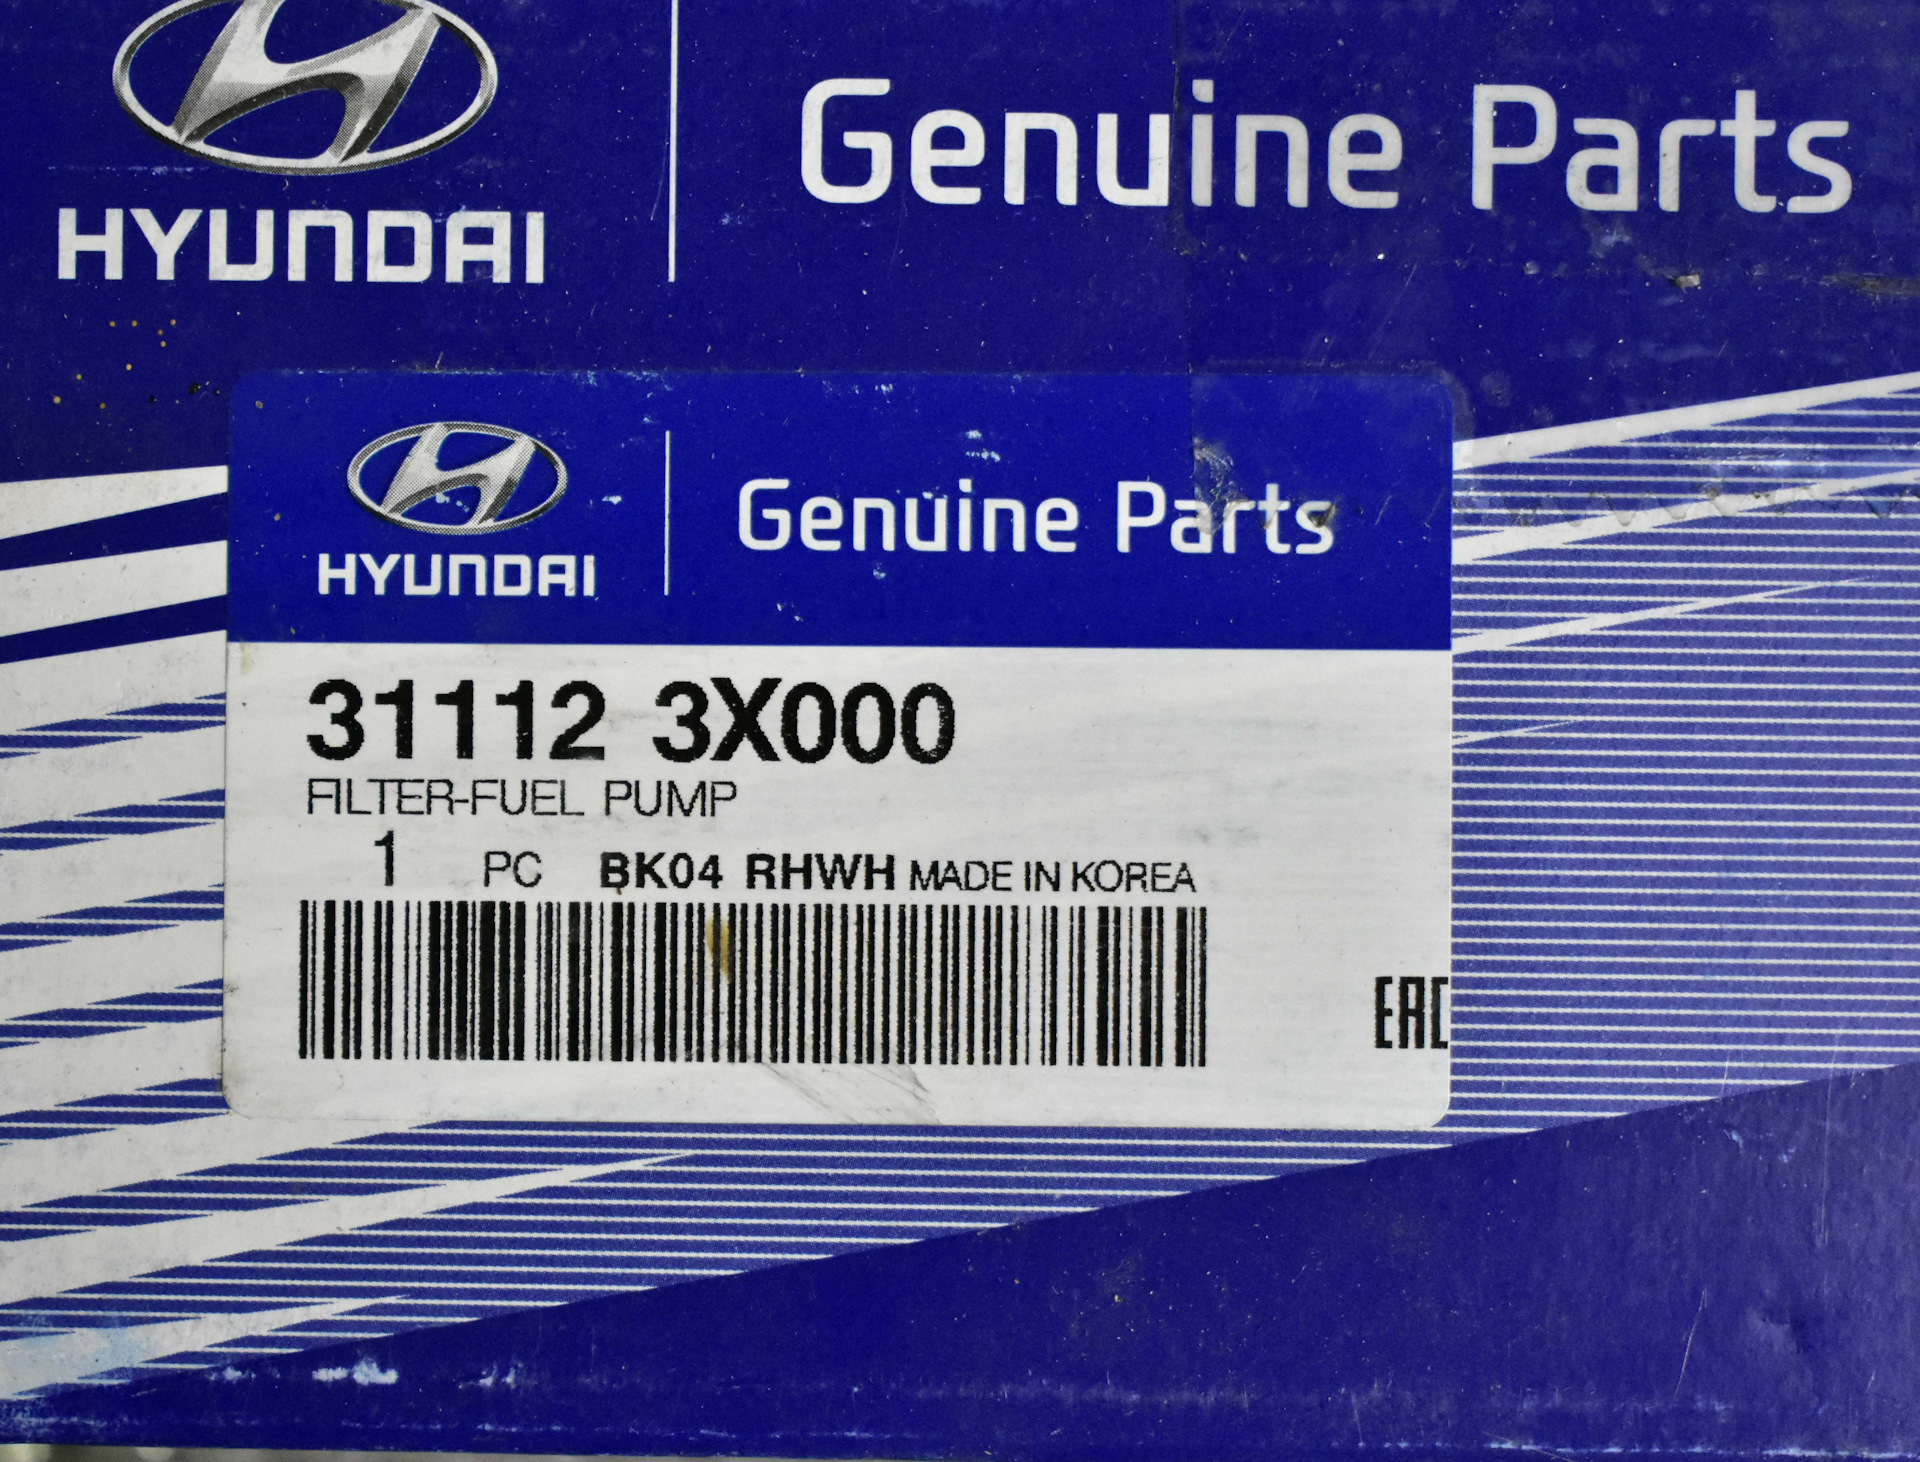 HYUNDAI
Genuine Parts
HYUNDAI
Genuine Parts
31112 3X000
FILTER-FUEL PUMP
1 PC BK04 RHWH MADE IN KOREA
EAC